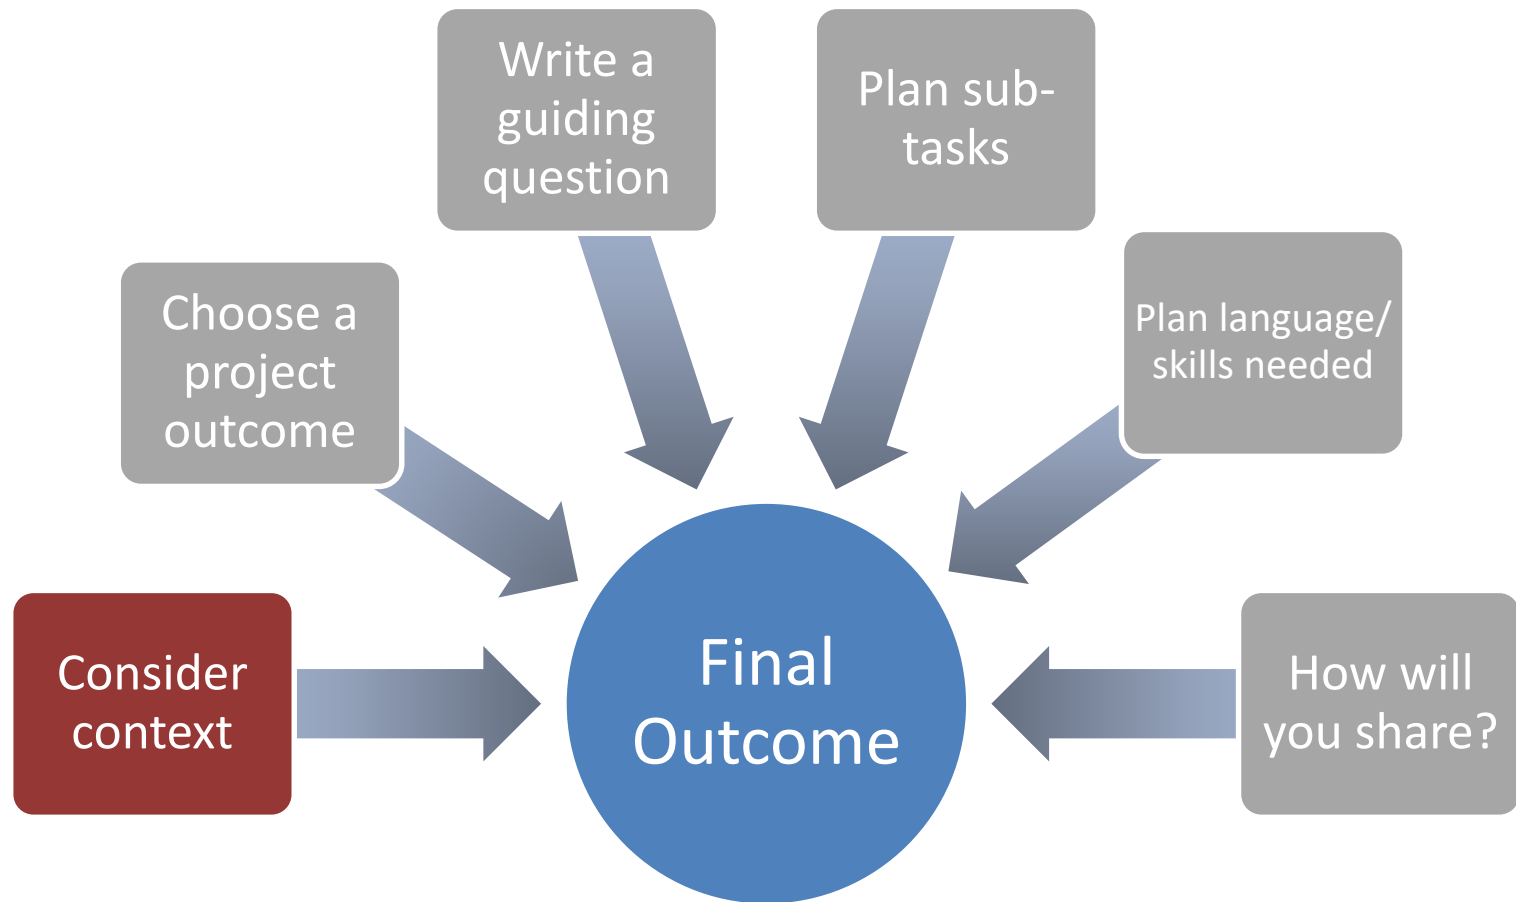 Consider
context
Choose a
project
outcome
Write a
guiding
question
Plan sub-
tasks
Plan language/
skills needed
How will
you share?
Final
Outcome